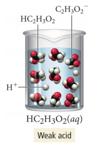 C₂H₃O₂⁻
HC₂H₃O₂
H⁺
HC₂H₃O₂(aq)
Weak acid